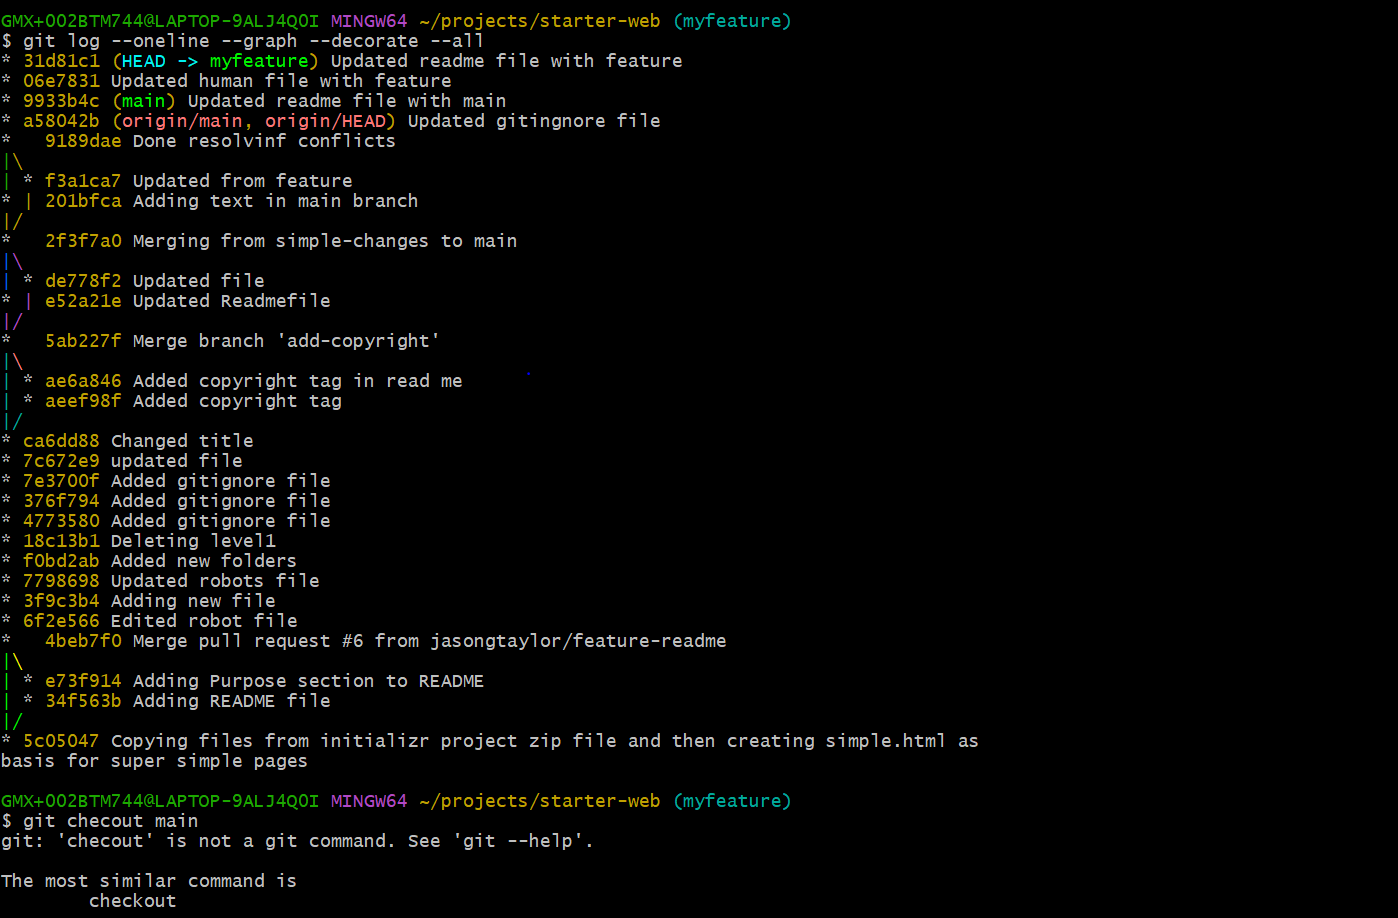 GMX+002BTM744@LAPTOP-9ALJ4Q0I MINGW64 ~/projects/starter-web (myfeature)
$ git log --oneline --graph --decorate --all
* 31d81c1 (HEAD -> myfeature) Updated readme file with feature
* 06e7831 Updated human file with feature
* 9933b4c (main) Updated readme file with main
* a58042b (origin/main, origin/HEAD) Updated gitingnore file
*   9189dae Done resolvinf conflicts
|\
| * f3a1ca7 Updated from feature
* | 201bfca Adding text in main branch
|/
*   2f3f7a0 Merging from simple-changes to main
|\
| * de778f2 Updated file
* | e52a21e Updated Readmefile
|/
*   5ab227f Merge branch 'add-copyright'
|\
| * ae6a846 Added copyright tag in read me
| * aeef98f Added copyright tag
|/
* ca6dd88 Changed title
* 7c672e9 updated file
* 7e3700f Added gitignore file
* 376f794 Added gitignore file
* 4773580 Added gitignore file
* 18c13b1 Deleting level1
* f0bd2ab Added new folders
* 7798698 Updated robots file
* 3f9c3b4 Adding new file
* 6f2e566 Edited robot file
*   4beb7f0 Merge pull request #6 from jasongtaylor/feature-readme
|\
| * e73f914 Adding Purpose section to README
| * 34f563b Adding README file
|/
* 5c05047 Copying files from initializr project zip file and then creating simple.html as
basis for super simple pages
GMX+002BTM744@LAPTOP-9ALJ4Q0I MINGW64 ~/projects/starter-web (myfeature)
$ git checout main
git: 'checout' is not a git command. See 'git --help'.
The most similar command is
        checkout